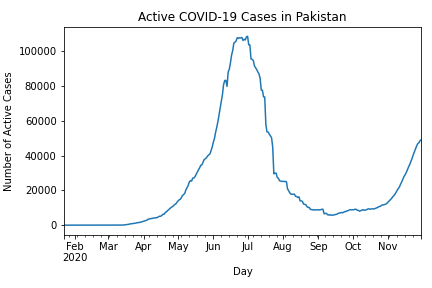 Active COVID-19 Cases in Pakistan
Number of Active Cases
100000
80000
60000
40000
20000
0
Feb Mar Apr May Jun Jul Aug Sep Oct Nov
2020
Day